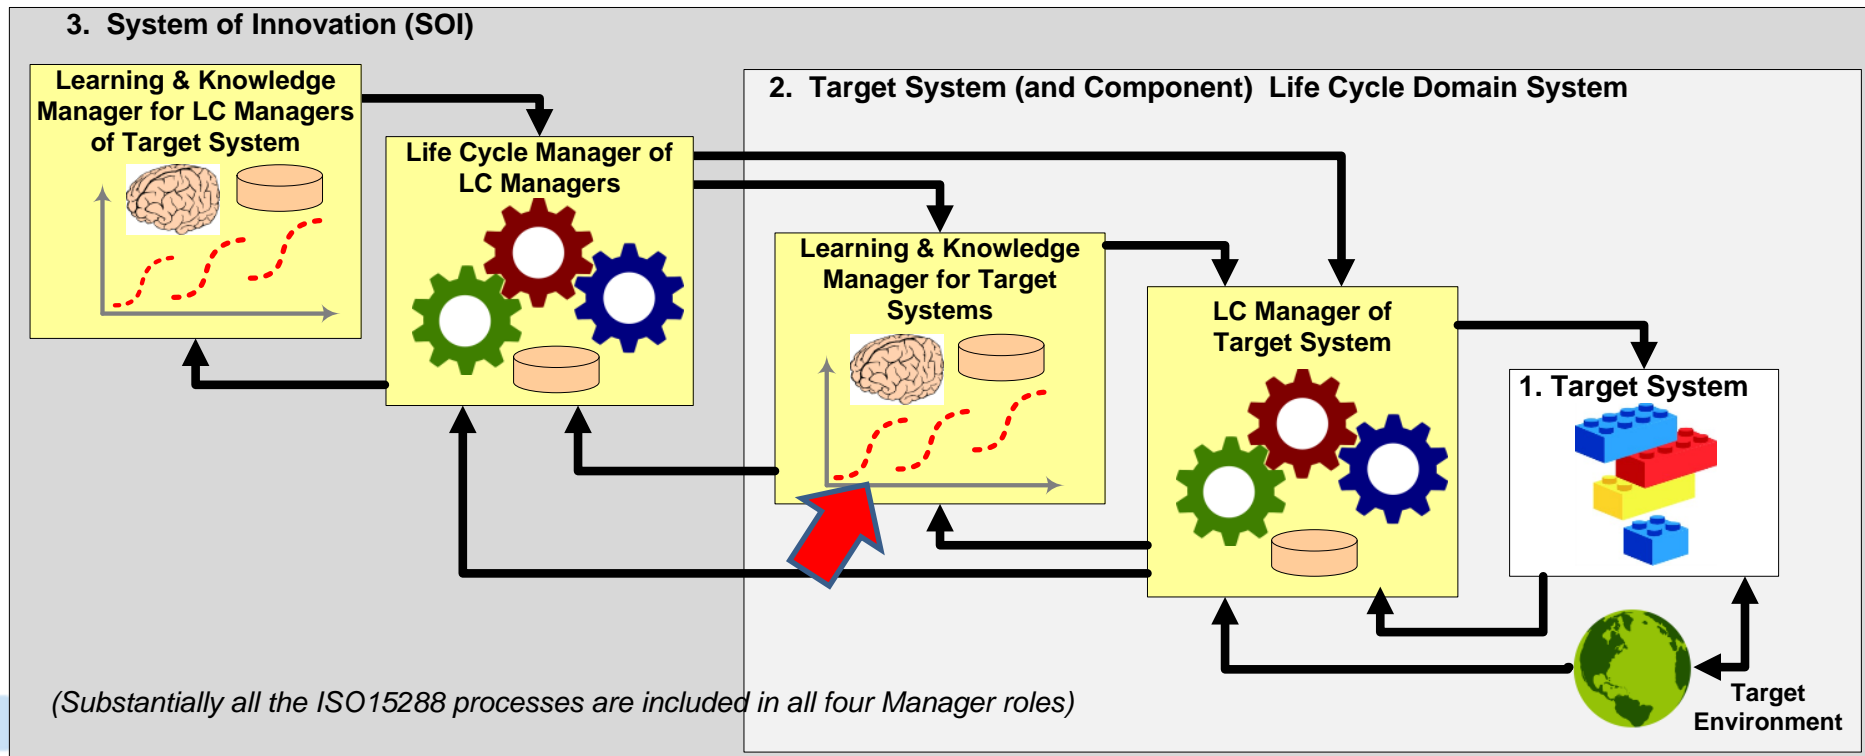 3. System of Innovation (SOI)
Learning & Knowledge
Manager for LC Managers
of Target System
2. Target System (and Component) Life Cycle Domain System
Life Cycle Manager of
LC Managers
Learning & Knowledge
Manager for Target
Systems
LC Manager of
Target System
1. Target System
Target
Environment
(Substantially all the ISO15288 processes are included in all four Manager roles)